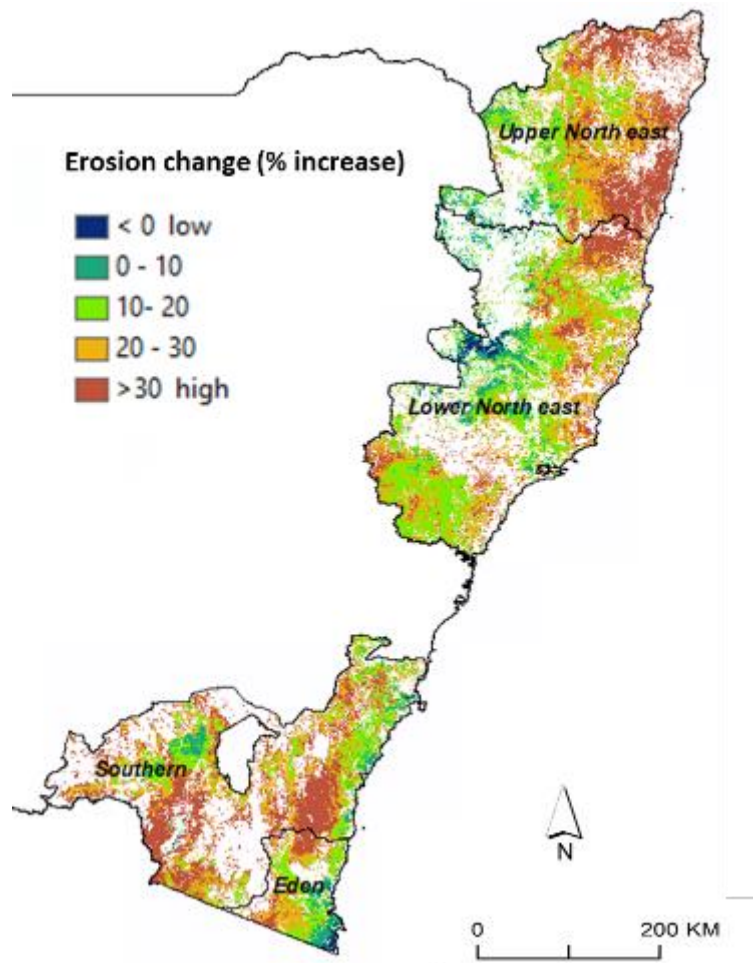 Upper North east
Erosion change (% increase)
< 0 low
0 - 10
10- 20
20 - 30
>30 high
Lower North east
Southern
Eden
N
0 200 KM